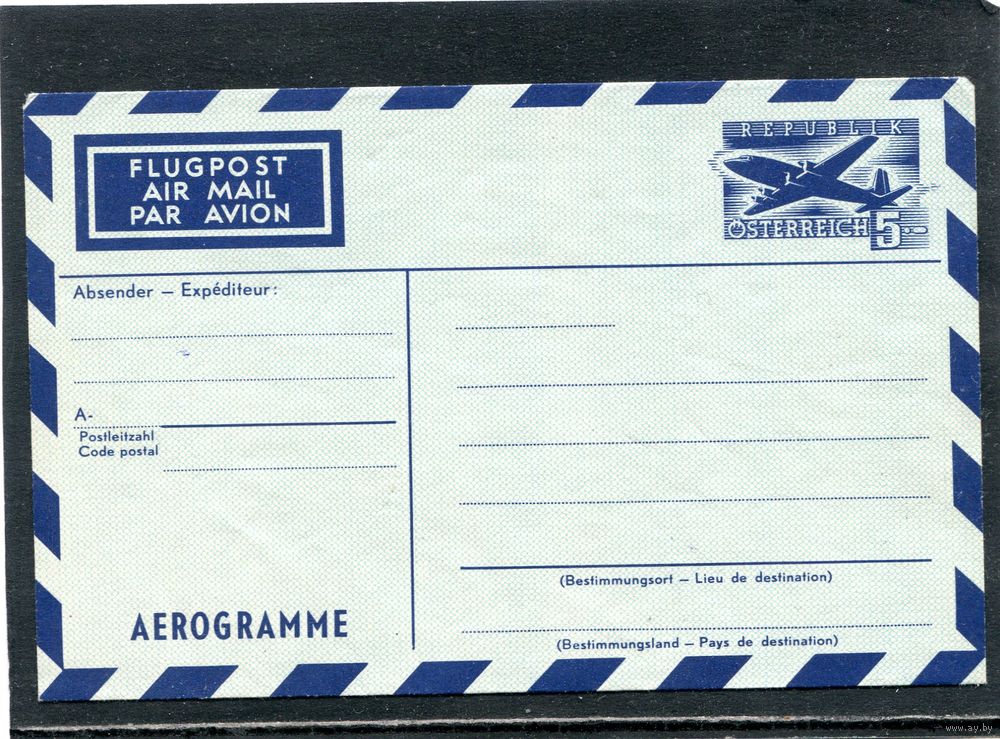 FLUGPOST
AIR MAIL
PAR AVION
REPUBLIK
ÖSTERREICH 5
Absender – Expéditeur:
A-
Postleitzahl
Code postal
AEROGRAMME
(Bestimmungsort – Lieu de destination)
(Bestimmungsland – Pays de destination)
www.ay.by